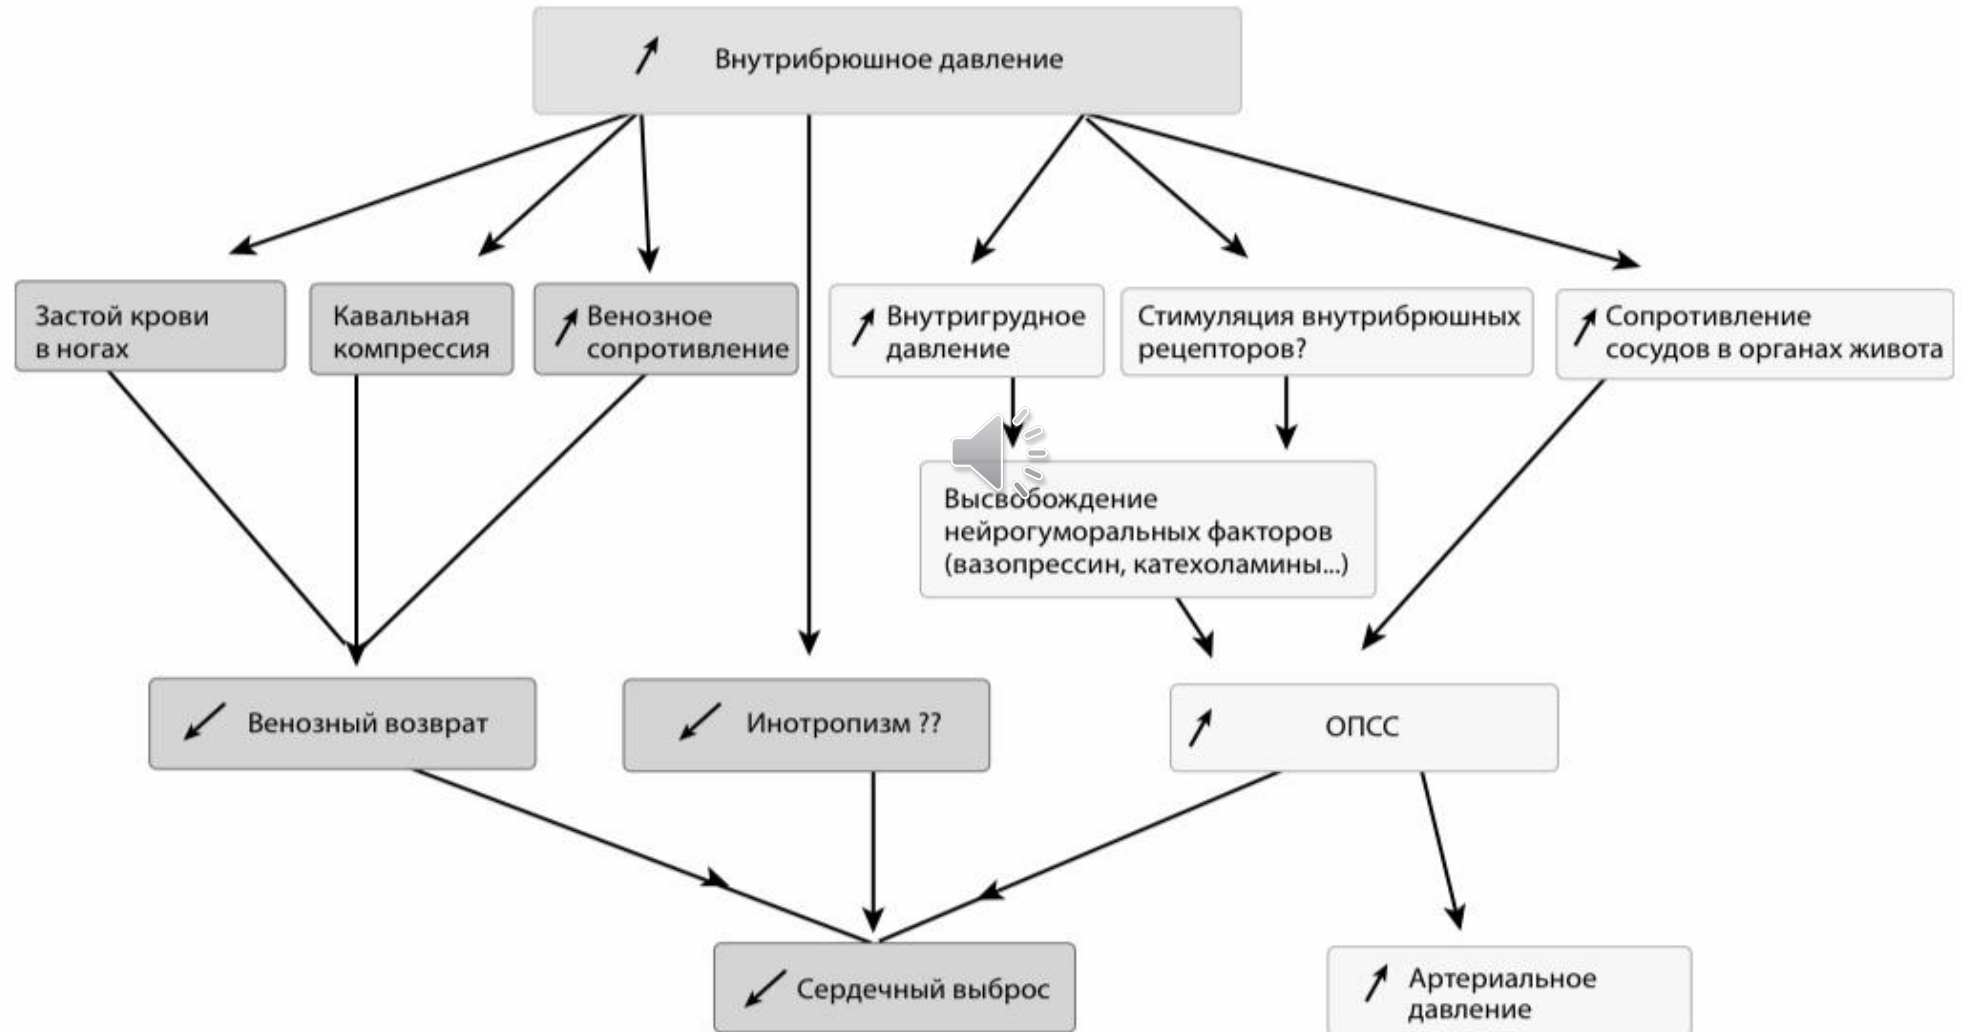 Внутрибрюшное давление
Застой крови
в ногах
Кавальная
компрессия
Венозное
сопротивление
Внутригрудное
давление
Стимуляция внутрибрюшных
рецепторов?
Сопротивление
сосудов в органах живота
Высвобождение
нейрогуморальных факторов
(вазопрессин, катехоламины...)
Венозный возврат
Инотропизм ??
ОПСС
Сердечный выброс
Артериальное
давление